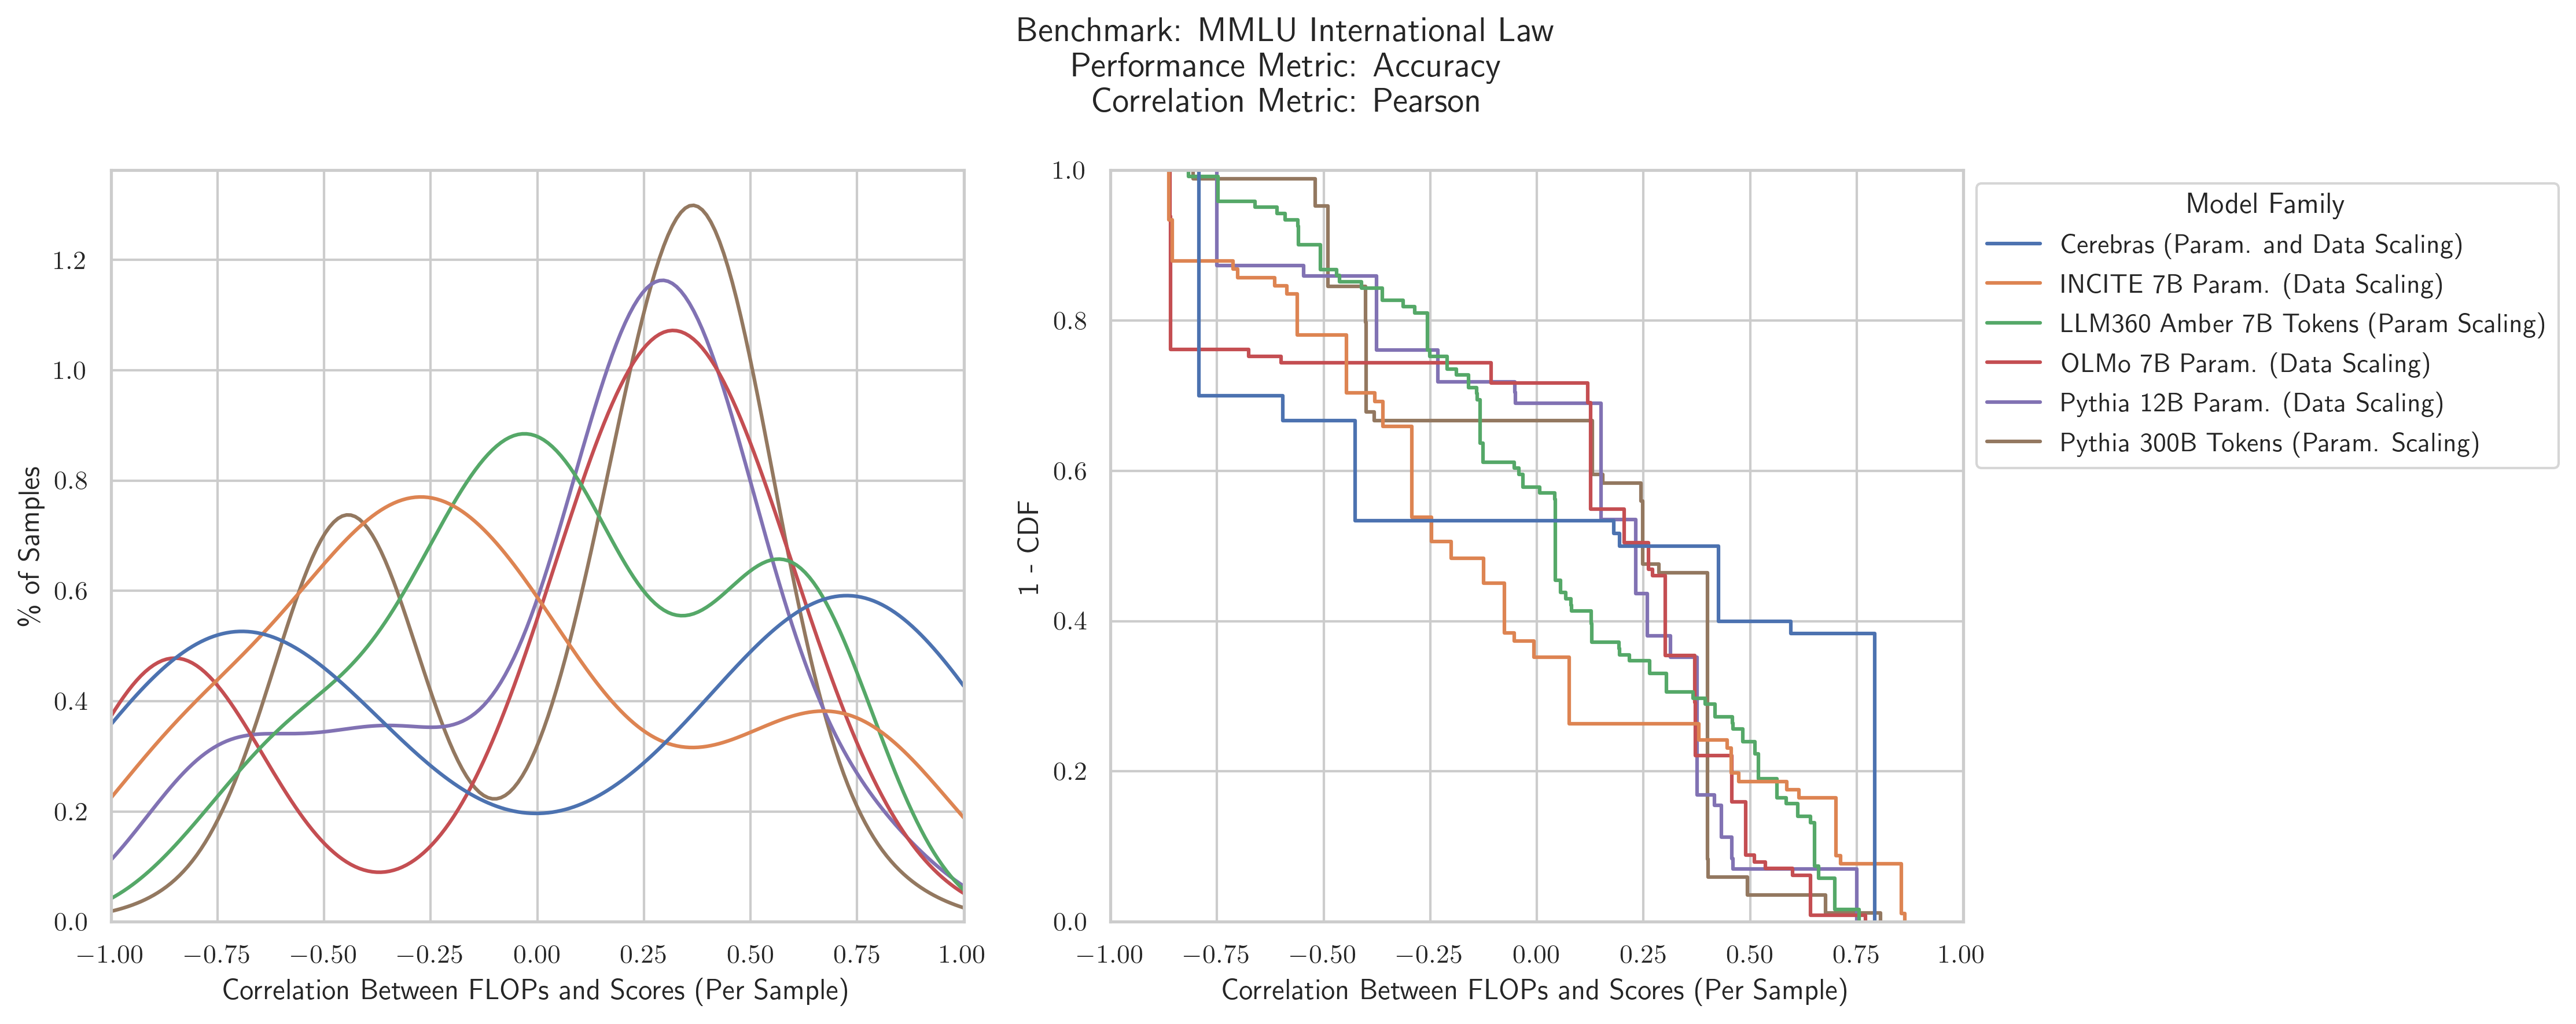 Benchmark: MMLU International Law
Performance Metric: Accuracy
Correlation Metric: Pearson
% of Samples
1.2
1.0
0.8
0.6
0.4
0.2
0.0
−1.00 −0.75 −0.50 −0.25 0.00 0.25 0.50 0.75 1.00
Correlation Between FLOPs and Scores (Per Sample)
1 - CDF
1.0
0.8
0.6
0.4
0.2
0.0
−1.00 −0.75 −0.50 −0.25 0.00 0.25 0.50 0.75 1.00
Correlation Between FLOPs and Scores (Per Sample)
Model Family
Cerebras (Param. and Data Scaling)
INCITE 7B Param. (Data Scaling)
LLM360 Amber 7B Tokens (Param Scaling)
OLMo 7B Param. (Data Scaling)
Pythia 12B Param. (Data Scaling)
Pythia 300B Tokens (Param. Scaling)